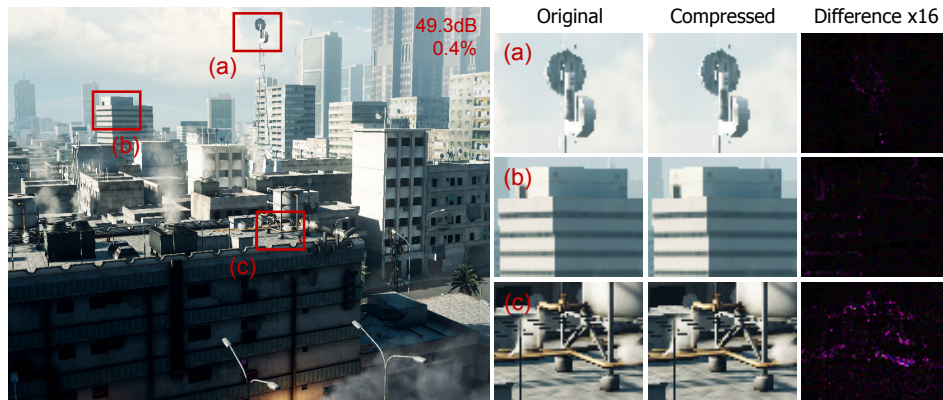 49.3dB
0.4%
(a)
(b)
(c)
Original Compressed Difference x16
(a)
(b)
(c)